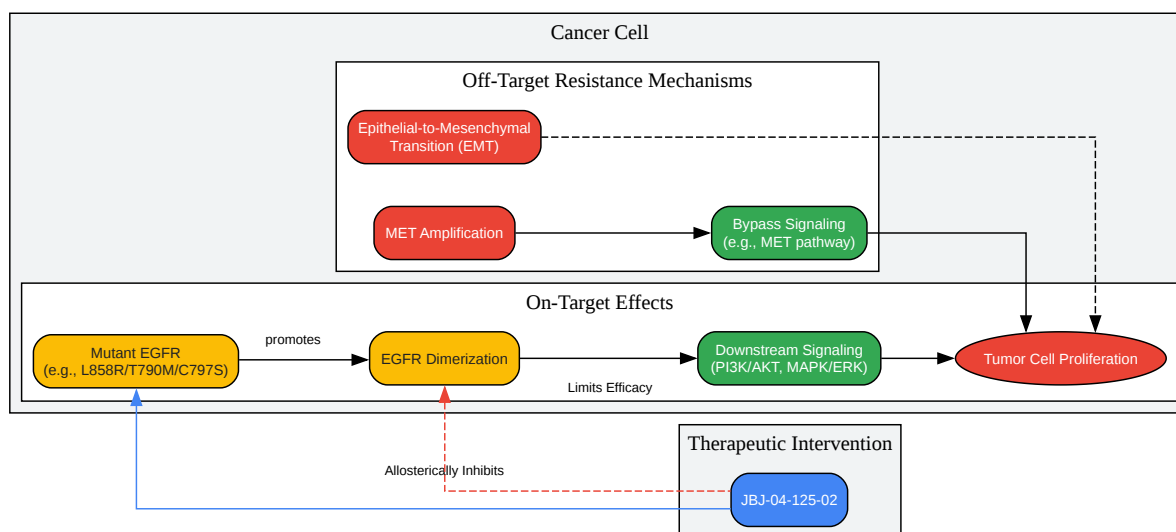 Cancer Cell
Off-Target Resistance Mechanisms
Epithelial-to-Mesenchymal
Transition (EMT)
MET Amplification
Bypass Signaling
(e.g., MET pathway)
On-Target Effects
promotes
Mutant EGFR
(e.g., L858R/T790M/C797S)
EGFR Dimerization
Downstream Signaling
(PI3K/AKT, MAPK/ERK)
Tumor Cell Proliferation
Limits Efficacy
Therapeutic Intervention
Allosterically Inhibits
JBJ-04-125-02